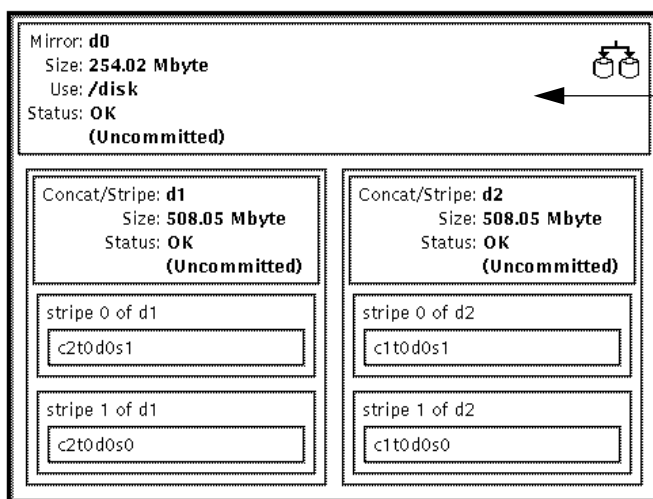 Mirror: d0
Size: 254.02 Mbyte
Use: /disk
Status: OK
(Uncommitted)
Concat/Stripe: d1
Size: 508.05 Mbyte
Status: OK
(Uncommitted)
stripe 0 of d1
c2t0d0s1
stripe 1 of d1
c2t0d0s0
Concat/Stripe: d2
Size: 508.05 Mbyte
Status: OK
(Uncommitted)
stripe 0 of d2
c1t0d0s1
stripe 1 of d2
c1t0d0s0